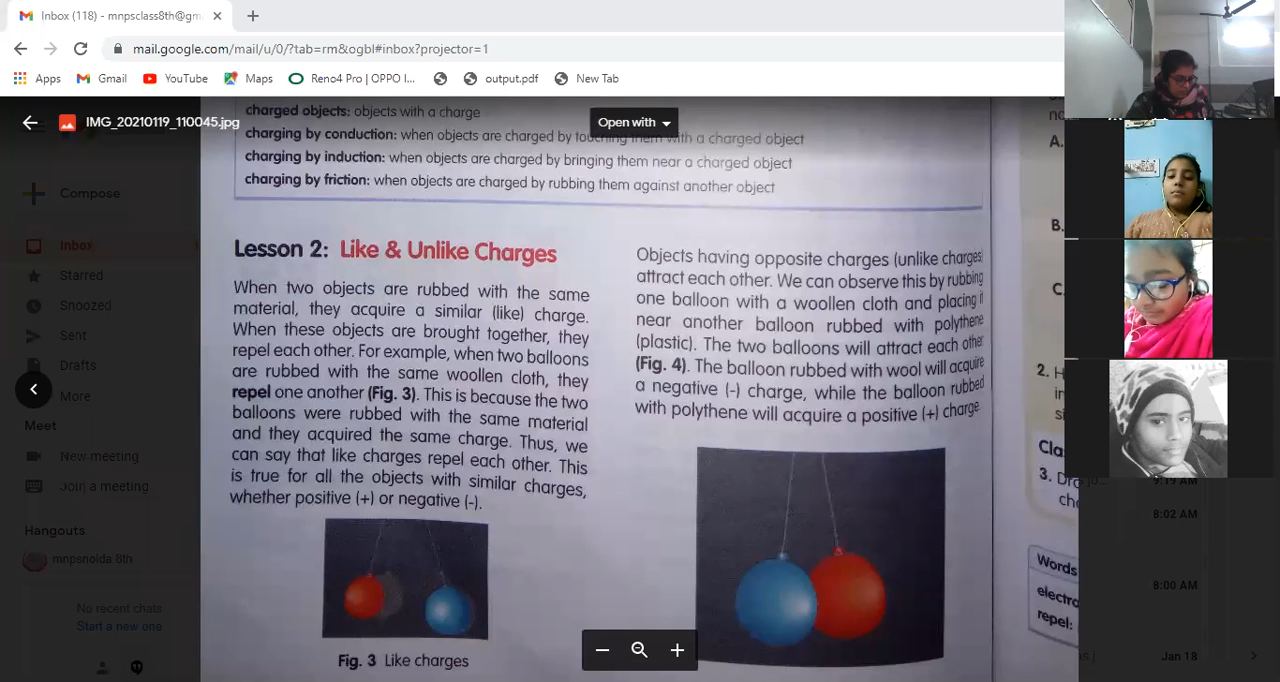 Inbox (118) - mnpsclass8th@gm
mail.google.com/mail/u/0/?tab=rm&ogbl#inbox?projector=1
Apps
Gmail
YouTube
Maps
Reno4 Pro | OPPO I...
output.pdf
New Tab
IMG_20210119_110045.jpg
Open with
Compose
Inbox
Starred
Snoozed
Sent
Drafts
More
Meet
New meeting
Join a meeting
Hangouts
mnpsnoida 8th
No recent chats
Start a new one
charged objects: objects with a charge
charging by conduction: when objects are charged by touching them with a charged object
charging by induction: when objects are charged by bringing them near a charged object
charging by friction: when objects are charged by rubbing them against another object
Lesson 2: Like & Unlike Charges
When two objects are rubbed with the same
material, they acquire a similar (like) charge.
When these objects are brought together, they
repel each other. For example, when two balloons
are rubbed with the same woollen cloth, they
repel one another (Fig. 3). This is because the two
balloons were rubbed with the same material
and they acquired the same charge. Thus, we
can say that like charges repel each other. This
is true for all the objects with similar charges,
whether positive (+) or negative (-).
Fig. 3 Like charges
Objects having opposite charges (unlike charges)
attract each other. We can observe this by rubbing
one balloon with a woollen cloth and placing it
near another balloon rubbed with polythene
(plastic). The two balloons will attract each other
(Fig. 4). The balloon rubbed with wool will acquire
a negative (-) charge, while the balloon rubbed
with polythene will acquire a positive (+) charge.
A.
B.
C.
2.
Cla
3.
cha
Words
electro
repel:
9:19 AM
8:02 AM
8:00 AM
Jan 18